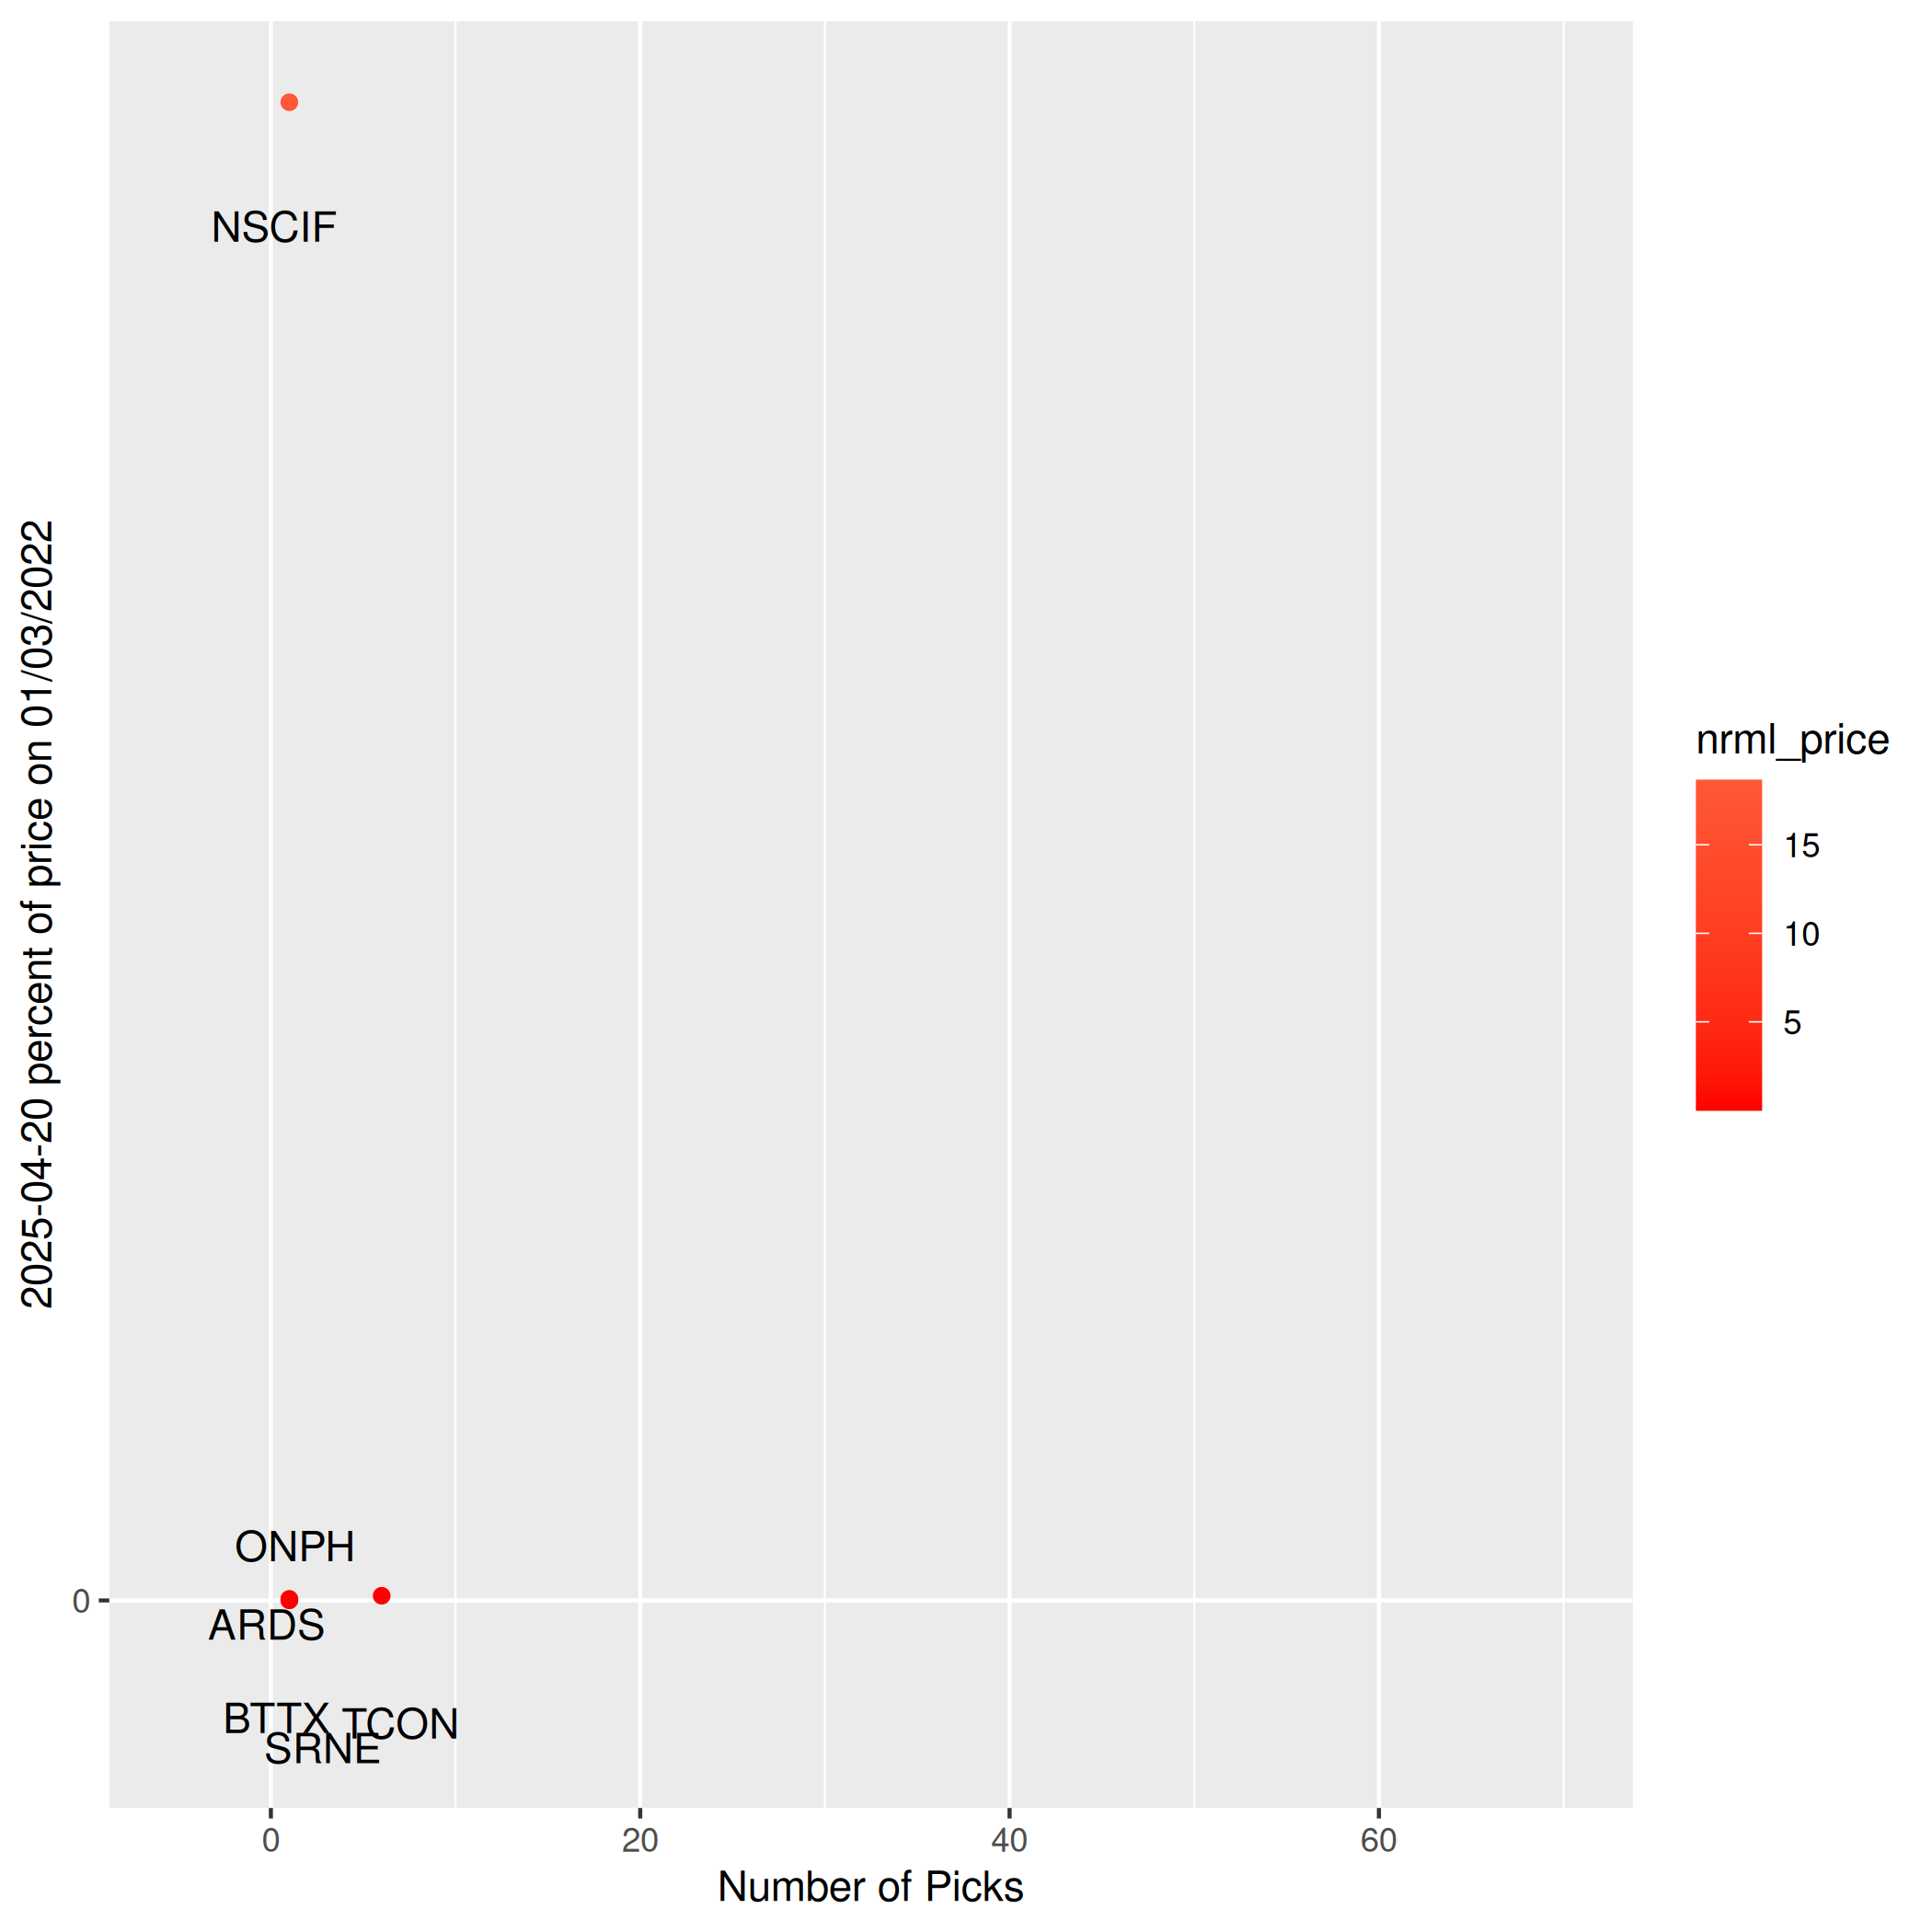 2025-04-20 percent of price on 01/03/2022
NSCIF
ONPH
0
ARDS
BTTX
TCON
SRNE
0
20
40
60
Number of Picks
nrml_price
15
10
5